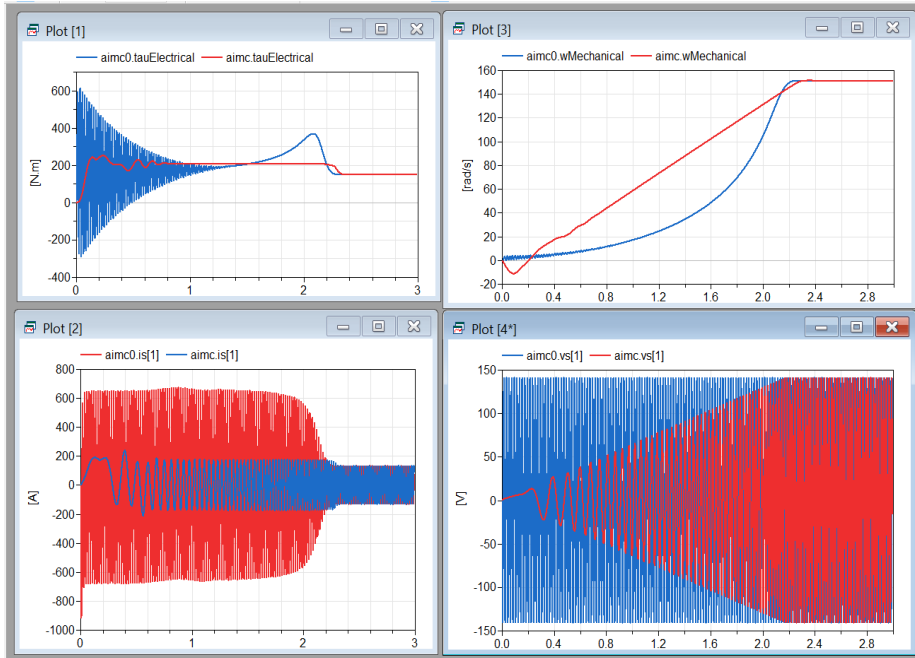 Plot [1]
aimc0.tauElectrical aimc.tauElectrical
600
400
200
0
-200
-400
[N.m]
0 1 2 3
Plot [3]
aimc0.wMechanical aimc.wMechanical
160
140
120
100
80
60
40
20
0
-20
[rad/s]
0.0 0.4 0.8 1.2 1.6 2.0 2.4 2.8
Plot [2]
aimc0.is[1] aimc.is[1]
800
600
400
200
0
-200
-400
-600
-800
-1000
[A]
0 1 2 3
Plot [4*]
aimc0.vs[1] aimc.vs[1]
150
100
50
0
-50
-100
-150
[V]
0.0 0.4 0.8 1.2 1.6 2.0 2.4 2.8